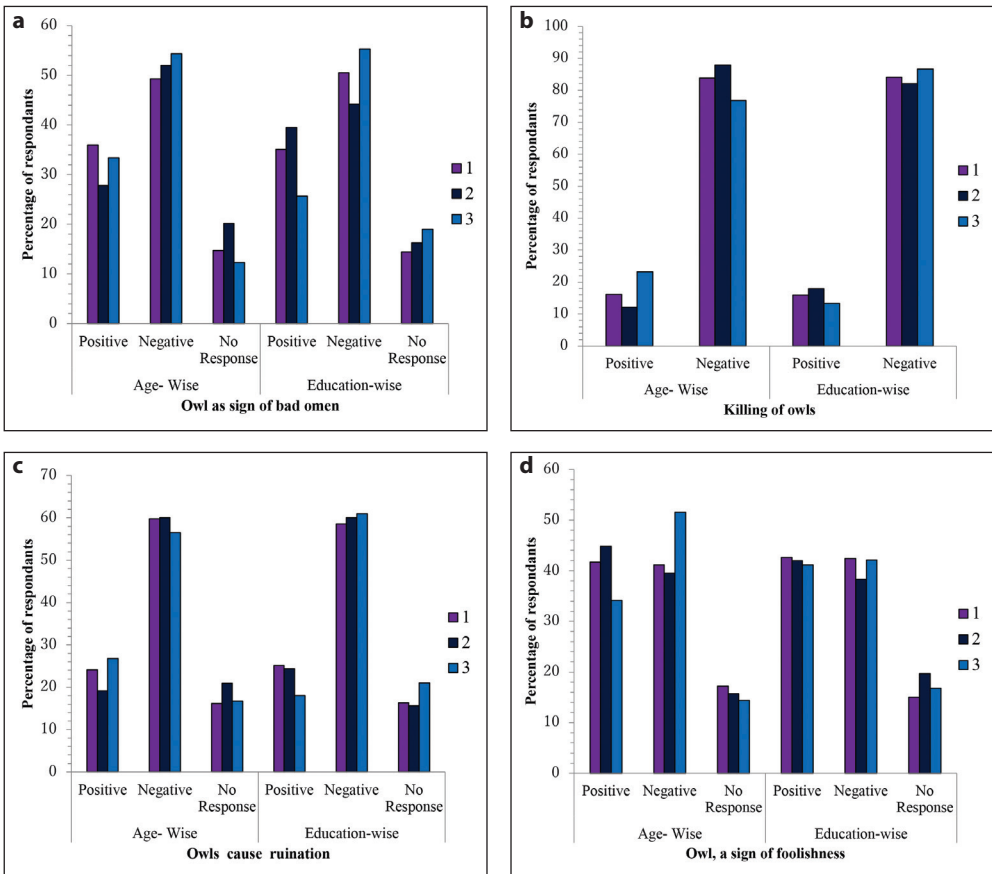 a
Percentage of respondants
60
50
40
30
20
10
0
1
2
3
Positive Negative No Response Positive Negative No Response
Age- Wise Education-wise
Owl as sign of bad omen
b
Percentage of respondants
100
90
80
70
60
50
40
30
20
10
0
1
2
3
Positive Negative Positive Negative
Age- Wise Education-wise
Killing of owls
c
Percentage of respondants
70
60
50
40
30
20
10
0
1
2
3
Positive Negative No Response Positive Negative No Response
Age- Wise Education-wise
Owls cause ruination
d
Percentage of respondants
60
50
40
30
20
10
0
1
2
3
Positive Negative No Response Positive Negative No Response
Age- Wise Education-wise
Owl, a sign of foolishness